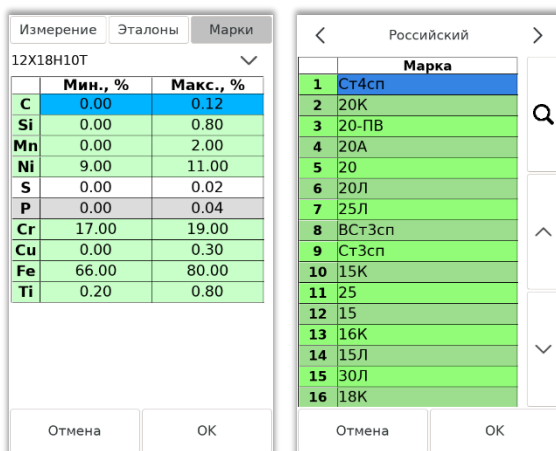 Измерение Эталоны Марки
12Х18Н10Т
Мин., % Макс., %
C 0.00 0.12
Si 0.00 0.80
Mn 0.00 2.00
Ni 9.00 11.00
S 0.00 0.02
P 0.00 0.04
Cr 17.00 19.00
Cu 0.00 0.30
Fe 66.00 80.00
Ti 0.20 0.80
Отмена ОК
Российский
Марка
1 Ст4сп
2 20К
3 20-ПВ
4 20А
5 20
6 20Л
7 25Л
8 ВСт3сп
9 Ст3сп
10 15К
11 25
12 15
13 16К
14 15Л
15 30Л
16 18К
Отмена ОК